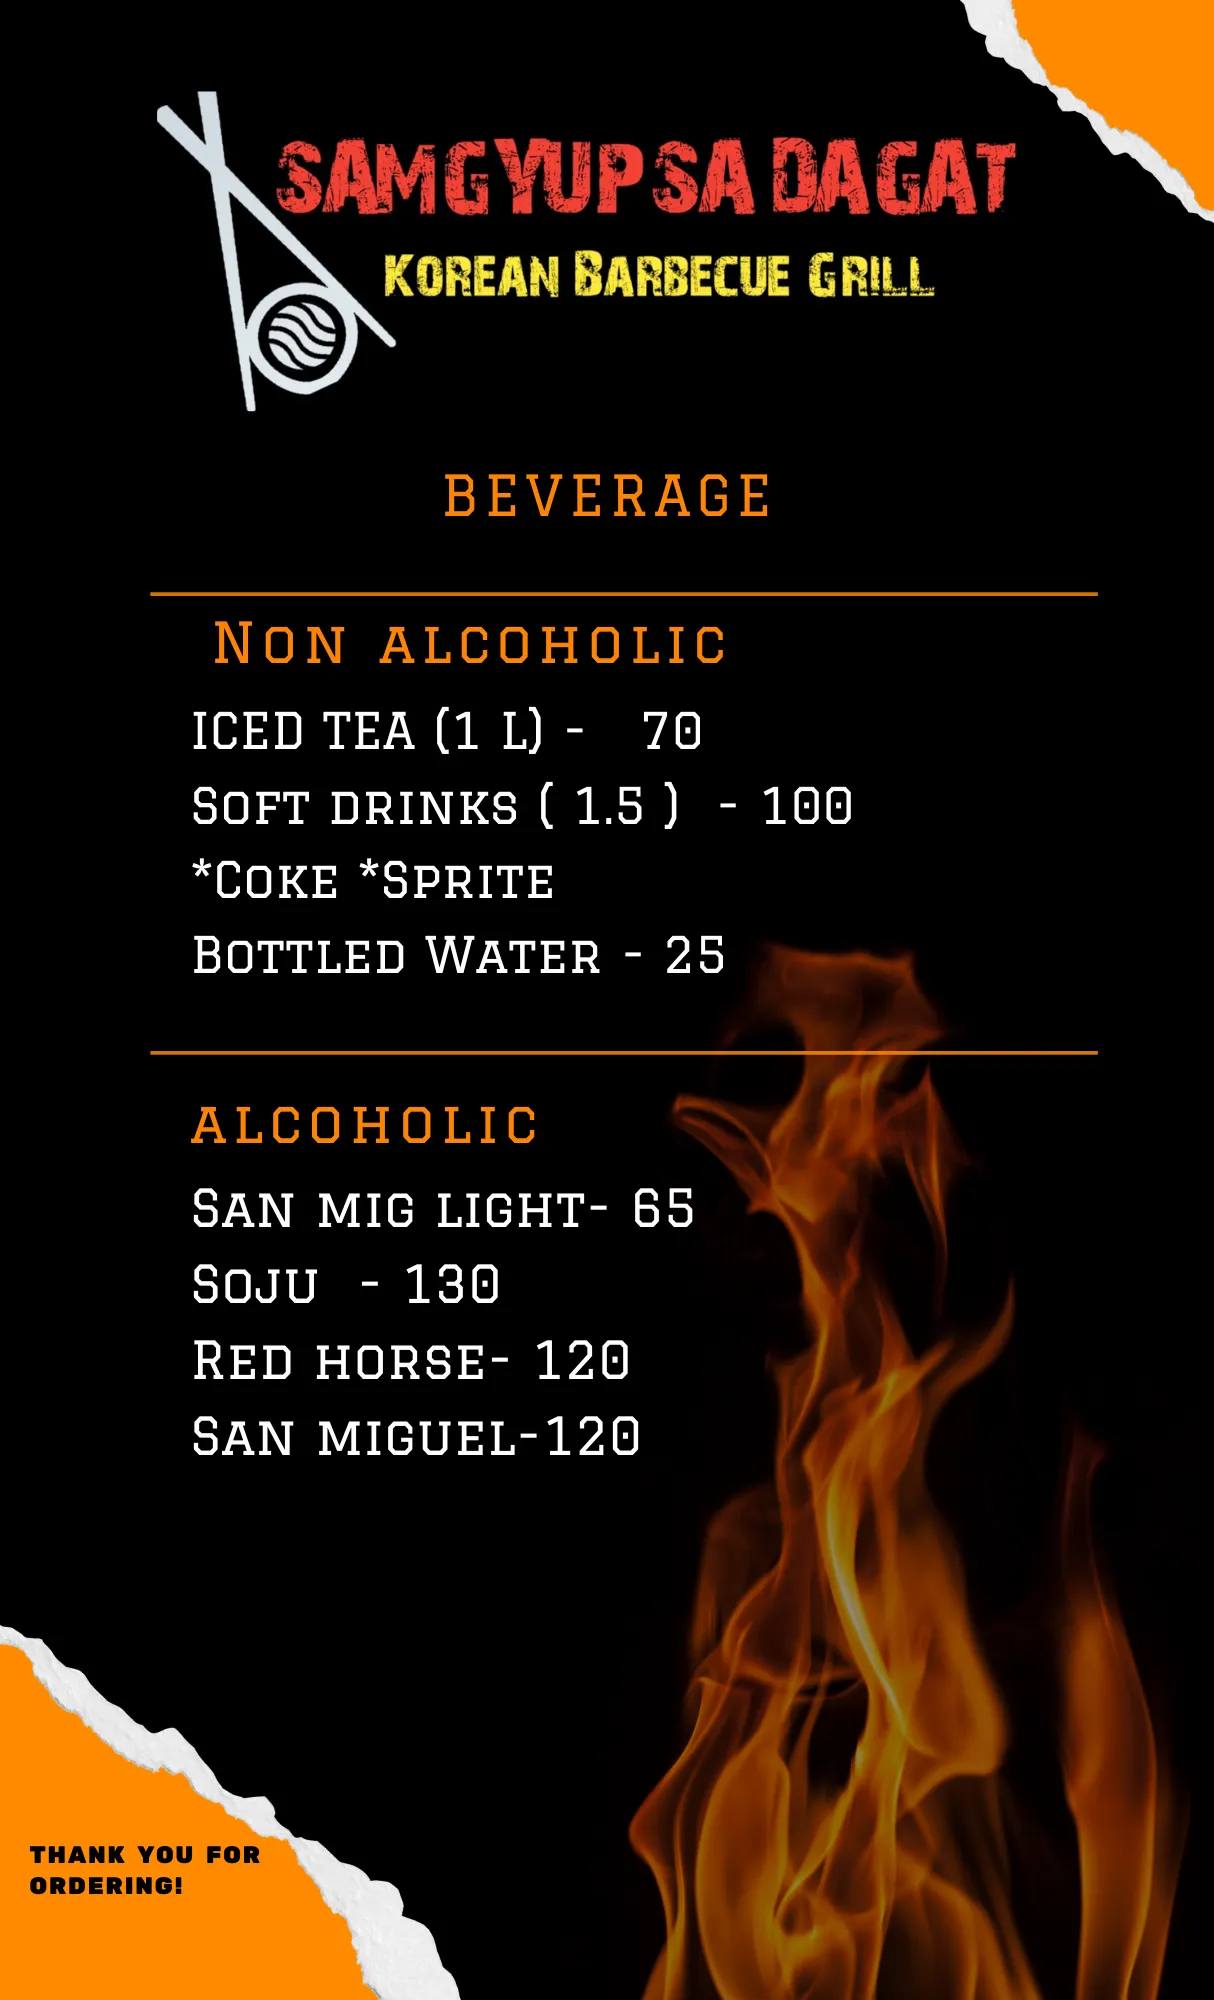 SAMGYUP SA DAGAT
KOREAN BARBECUE GRILL
BEVERAGE
NON ALCOHOLIC
ICED TEA (1 L) - 70
SOFT DRINKS ( 1.5 ) - 100
*COKE *SPRITE
BOTTLED WATER - 25
ALCOHOLIC
SAN MIG LIGHT- 65
SOJU - 130
RED HORSE- 120
SAN MIGUEL-120
THANK YOU FOR
ORDERING!